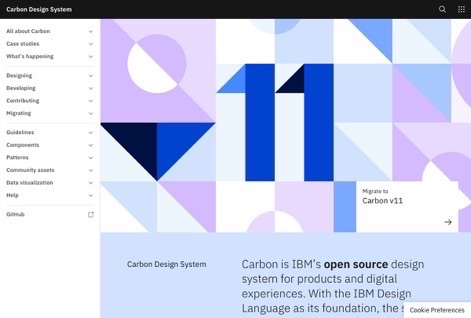 Carbon Design System
All about Carbon
Case studies
What's happening
Designing
Developing
Contributing
Migrating
Guidelines
Components
Patterns
Community assets
Data visualization
Help
GitHub
11
Migrate to
Carbon v11
Carbon Design System
Carbon is IBM's open source design
system for products and digital
experiences. With the IBM Design
Language as its foundation, the
Cookie Preferences